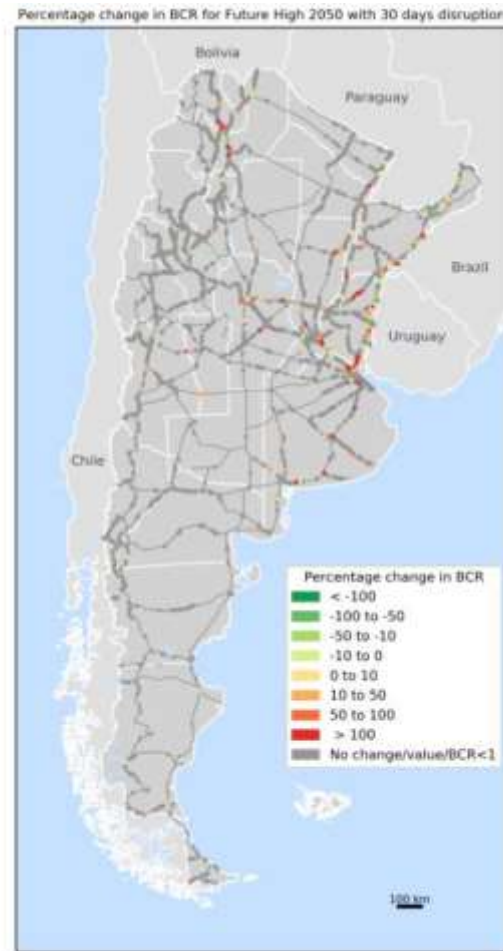 Percentage change in BCR for Future High 2050 with 30 days disruption
Bolivia
Paraguay
Brazil
Uruguay
Chile
Percentage change in BCR
< -100
-100 to -50
-50 to -10
-10 to 0
0 to 10
10 to 50
50 to 100
> 100
No change/value/BCR<1
100 km